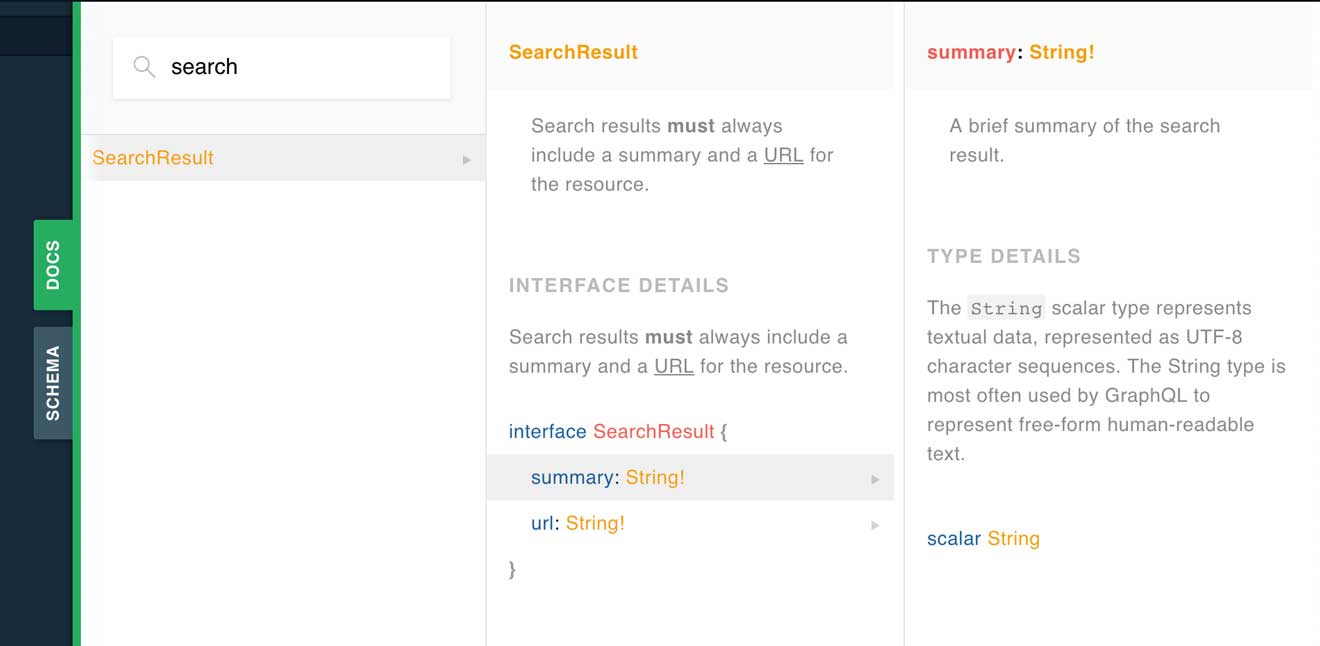 search
SearchResult
DOCS
SCHEMA
SearchResult
Search results must always
include a summary and a URL for
the resource.
INTERFACE DETAILS
Search results must always include a
summary and a URL for the resource.
interface SearchResult {
summary: String!
url: String!
}
summary: String!
A brief summary of the search
result.
TYPE DETAILS
The String scalar type represents
textual data, represented as UTF-8
character sequences. The String type is
most often used by GraphQL to
represent free-form human-readable
text.
scalar String